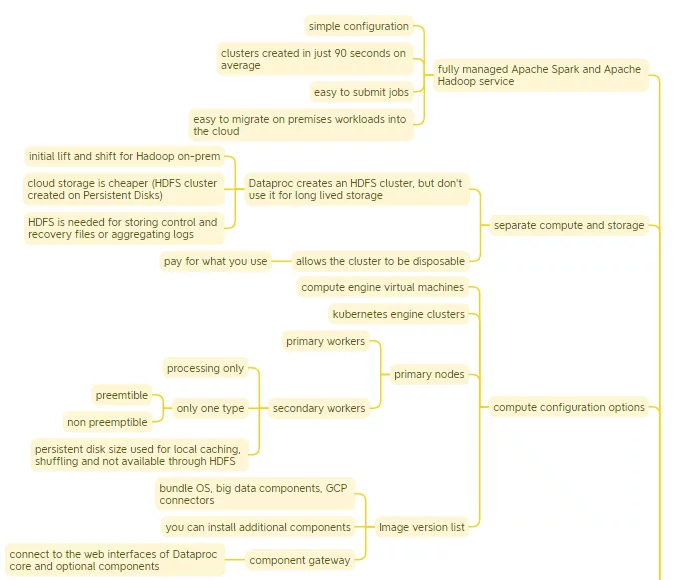 simple configuration
clusters created in just 90 seconds on
average
easy to submit jobs
easy to migrate on premises workloads into
the cloud
fully managed Apache Spark and Apache
Hadoop service
initial lift and shift for Hadoop on-prem
cloud storage is cheaper (HDFS cluster
created on Persistent Disks)
HDFS is needed for storing control and
recovery files or aggregating logs
Dataproc creates an HDFS cluster, but don't
use it for long lived storage
pay for what you use
allows the cluster to be disposable
separate compute and storage
compute engine virtual machines
kubernetes engine clusters
primary workers
processing only
preemtible
non preemptible
only one type
persistent disk size used for local caching,
shuffling and not available through HDFS
secondary workers
primary nodes
compute configuration options
bundle OS, big data components, GCP
connectors
you can install additional components
connect to the web interfaces of Dataproc
core and optional components
component gateway
Image version list